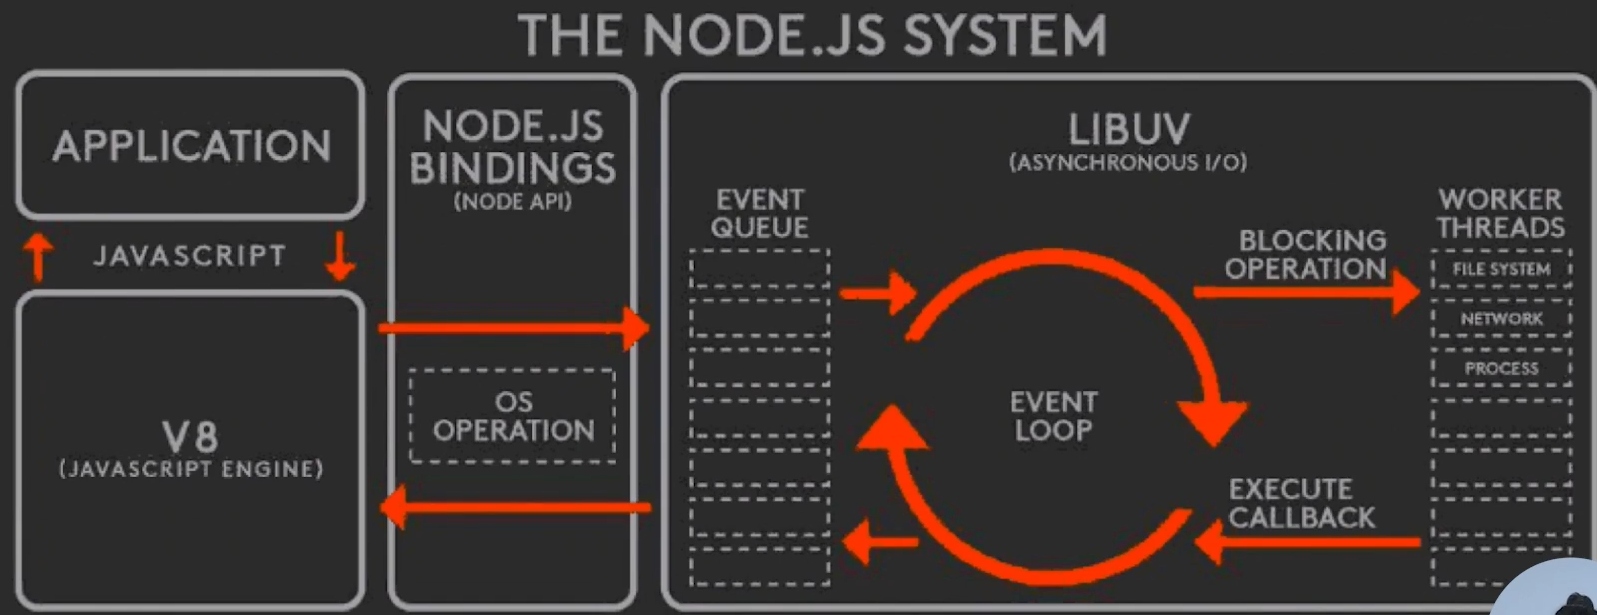 THE NODE.JS SYSTEM
APPLICATION
JAVASCRIPT
V8
(JAVASCRIPT ENGINE)
NODE.JS
BINDINGS
(NODE API)
OS
OPERATION
LIBUV
(ASYNCHRONOUS I/O)
EVENT
QUEUE
EVENT
LOOP
BLOCKING
OPERATION
EXECUTE
CALLBACK
WORKER
THREADS
FILE SYSTEM
NETWORK
PROCESS